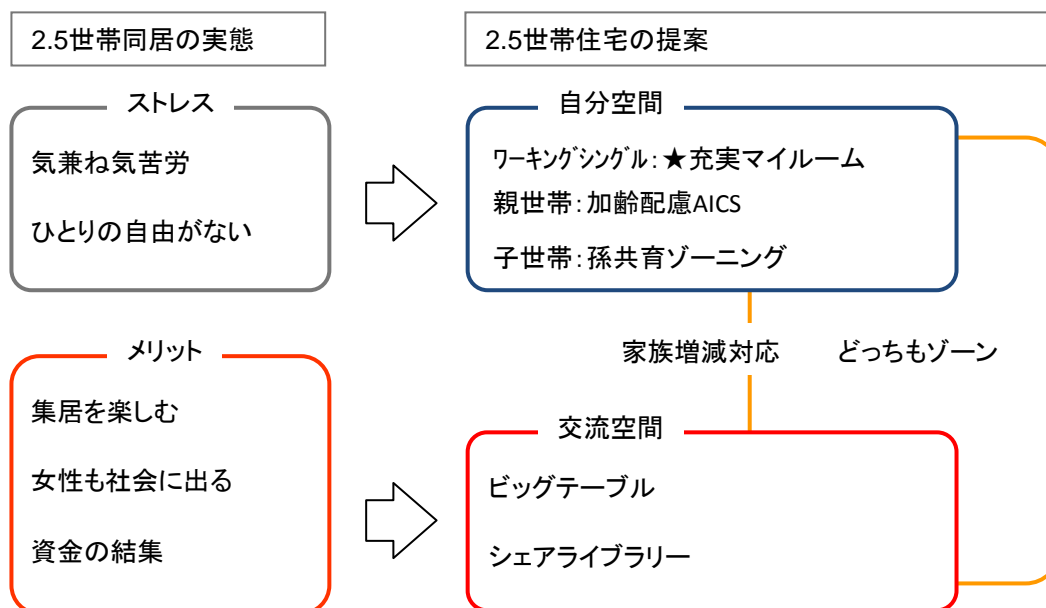 2.5世帯同居の実態
2.5世帯住宅の提案
ストレス
気兼ね気苦労
ひとりの自由がない
自分空間
ﾜｰｷﾝｸﾞｼﾝｸﾞﾙ：★充実マイルーム
親世帯：加齢配慮AICS
子世帯：孫共育ゾーニング
家族増減対応
どっちもゾーン
メリット
集居を楽しむ
女性も社会に出る
資金の結集
交流空間
ビッグテーブル
シェアライブラリー